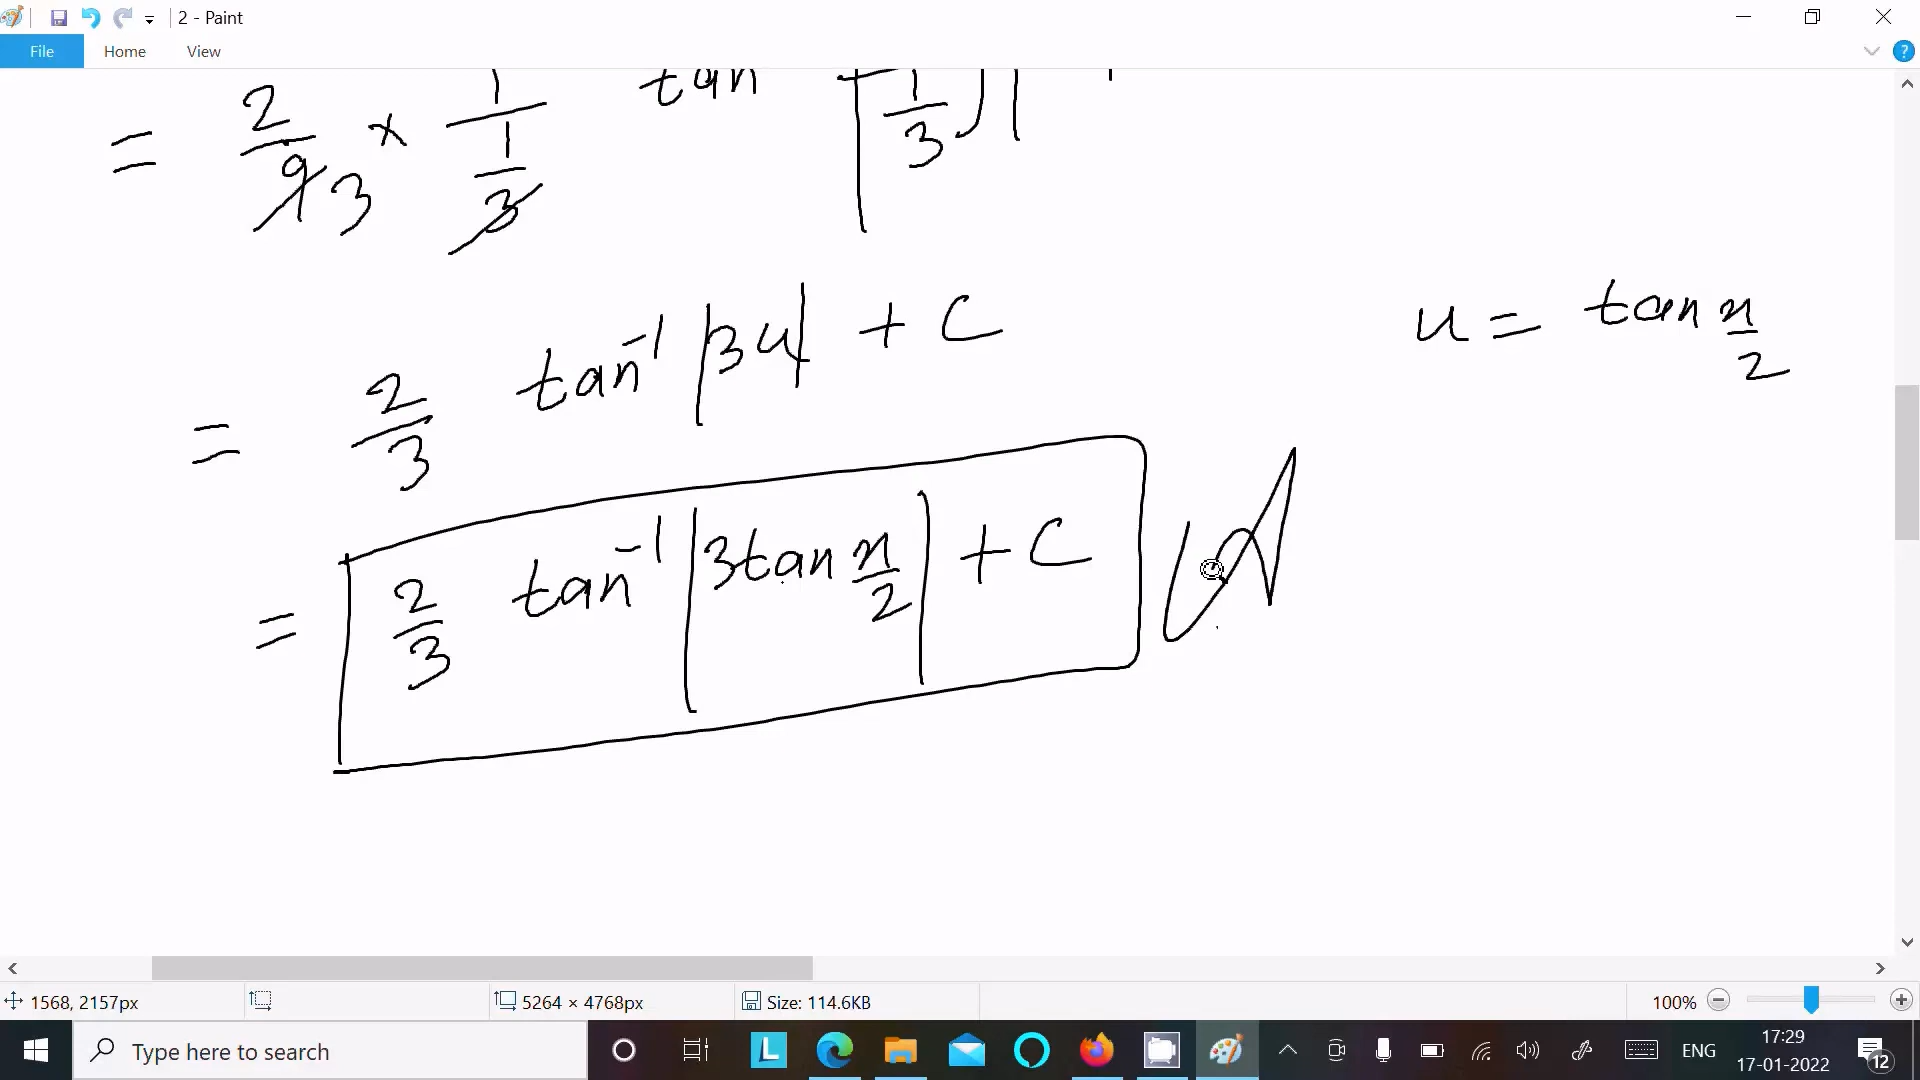 2 - Paint
File Home View
= 2/9 3 × 1/(1/3) tan | 1/3 ) |
= 2/3 tan⁻¹ |3u| + C
u = tan x/2
= 2/3 tan⁻¹ |3tan x/2| + C
1568, 2157px
5264 × 4768px
Size: 114.6KB
100%
Type here to search
L
ENG
17:29
17-01-2022
12